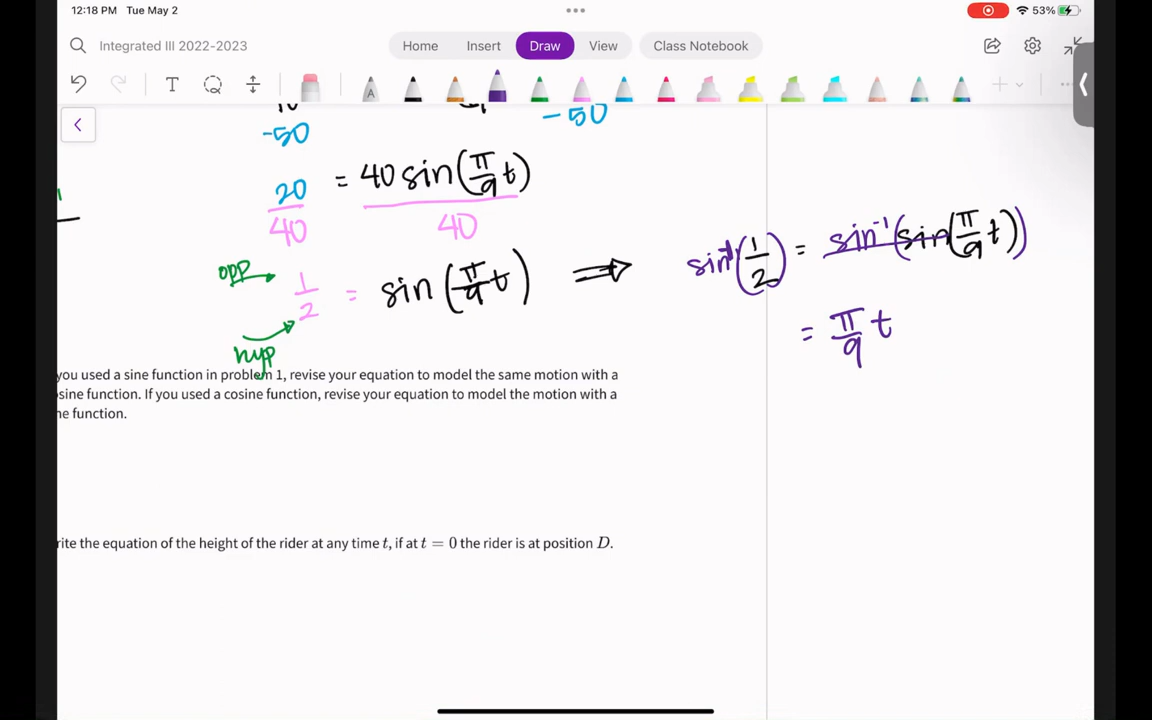 12:18 PM Tue May 2
53%
Integrated III 2022-2023
Home Insert Draw View Class Notebook
-50 -50
20/40 = 40 sin(π/9 t)/40
sin⁻¹(1/2) = sin⁻¹(sin(π/9 t))
opp
1/2 = sin(π/9 t) ⇒
= π/9 t
hyp
you used a sine function in problem 1, revise your equation to model the same motion with a
sine function. If you used a cosine function, revise your equation to model the motion with a
ne function.
rite the equation of the height of the rider at any time t, if at t = 0 the rider is at position D.